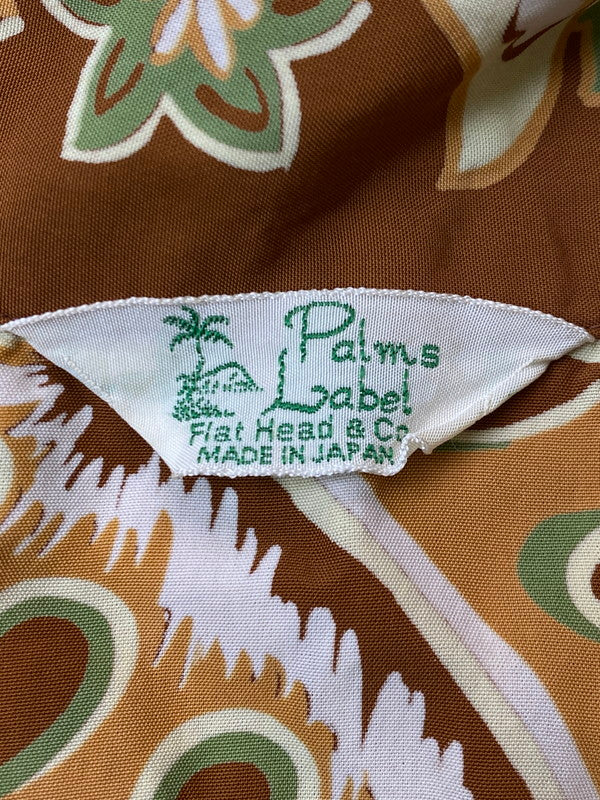 Palms
Label
Flat Head & Co
MADE IN JAPAN